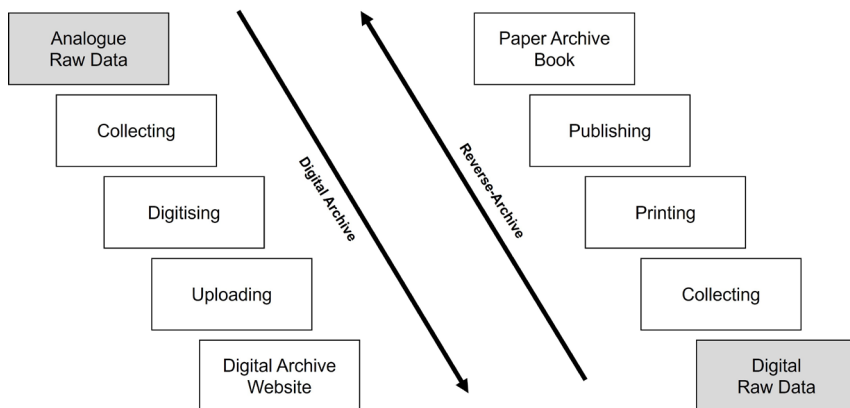 Analogue
Raw Data
Collecting
Digitising
Uploading
Digital Archive
Website
Digital Archive
Reverse-Archive
Paper Archive
Book
Publishing
Printing
Collecting
Digital
Raw Data